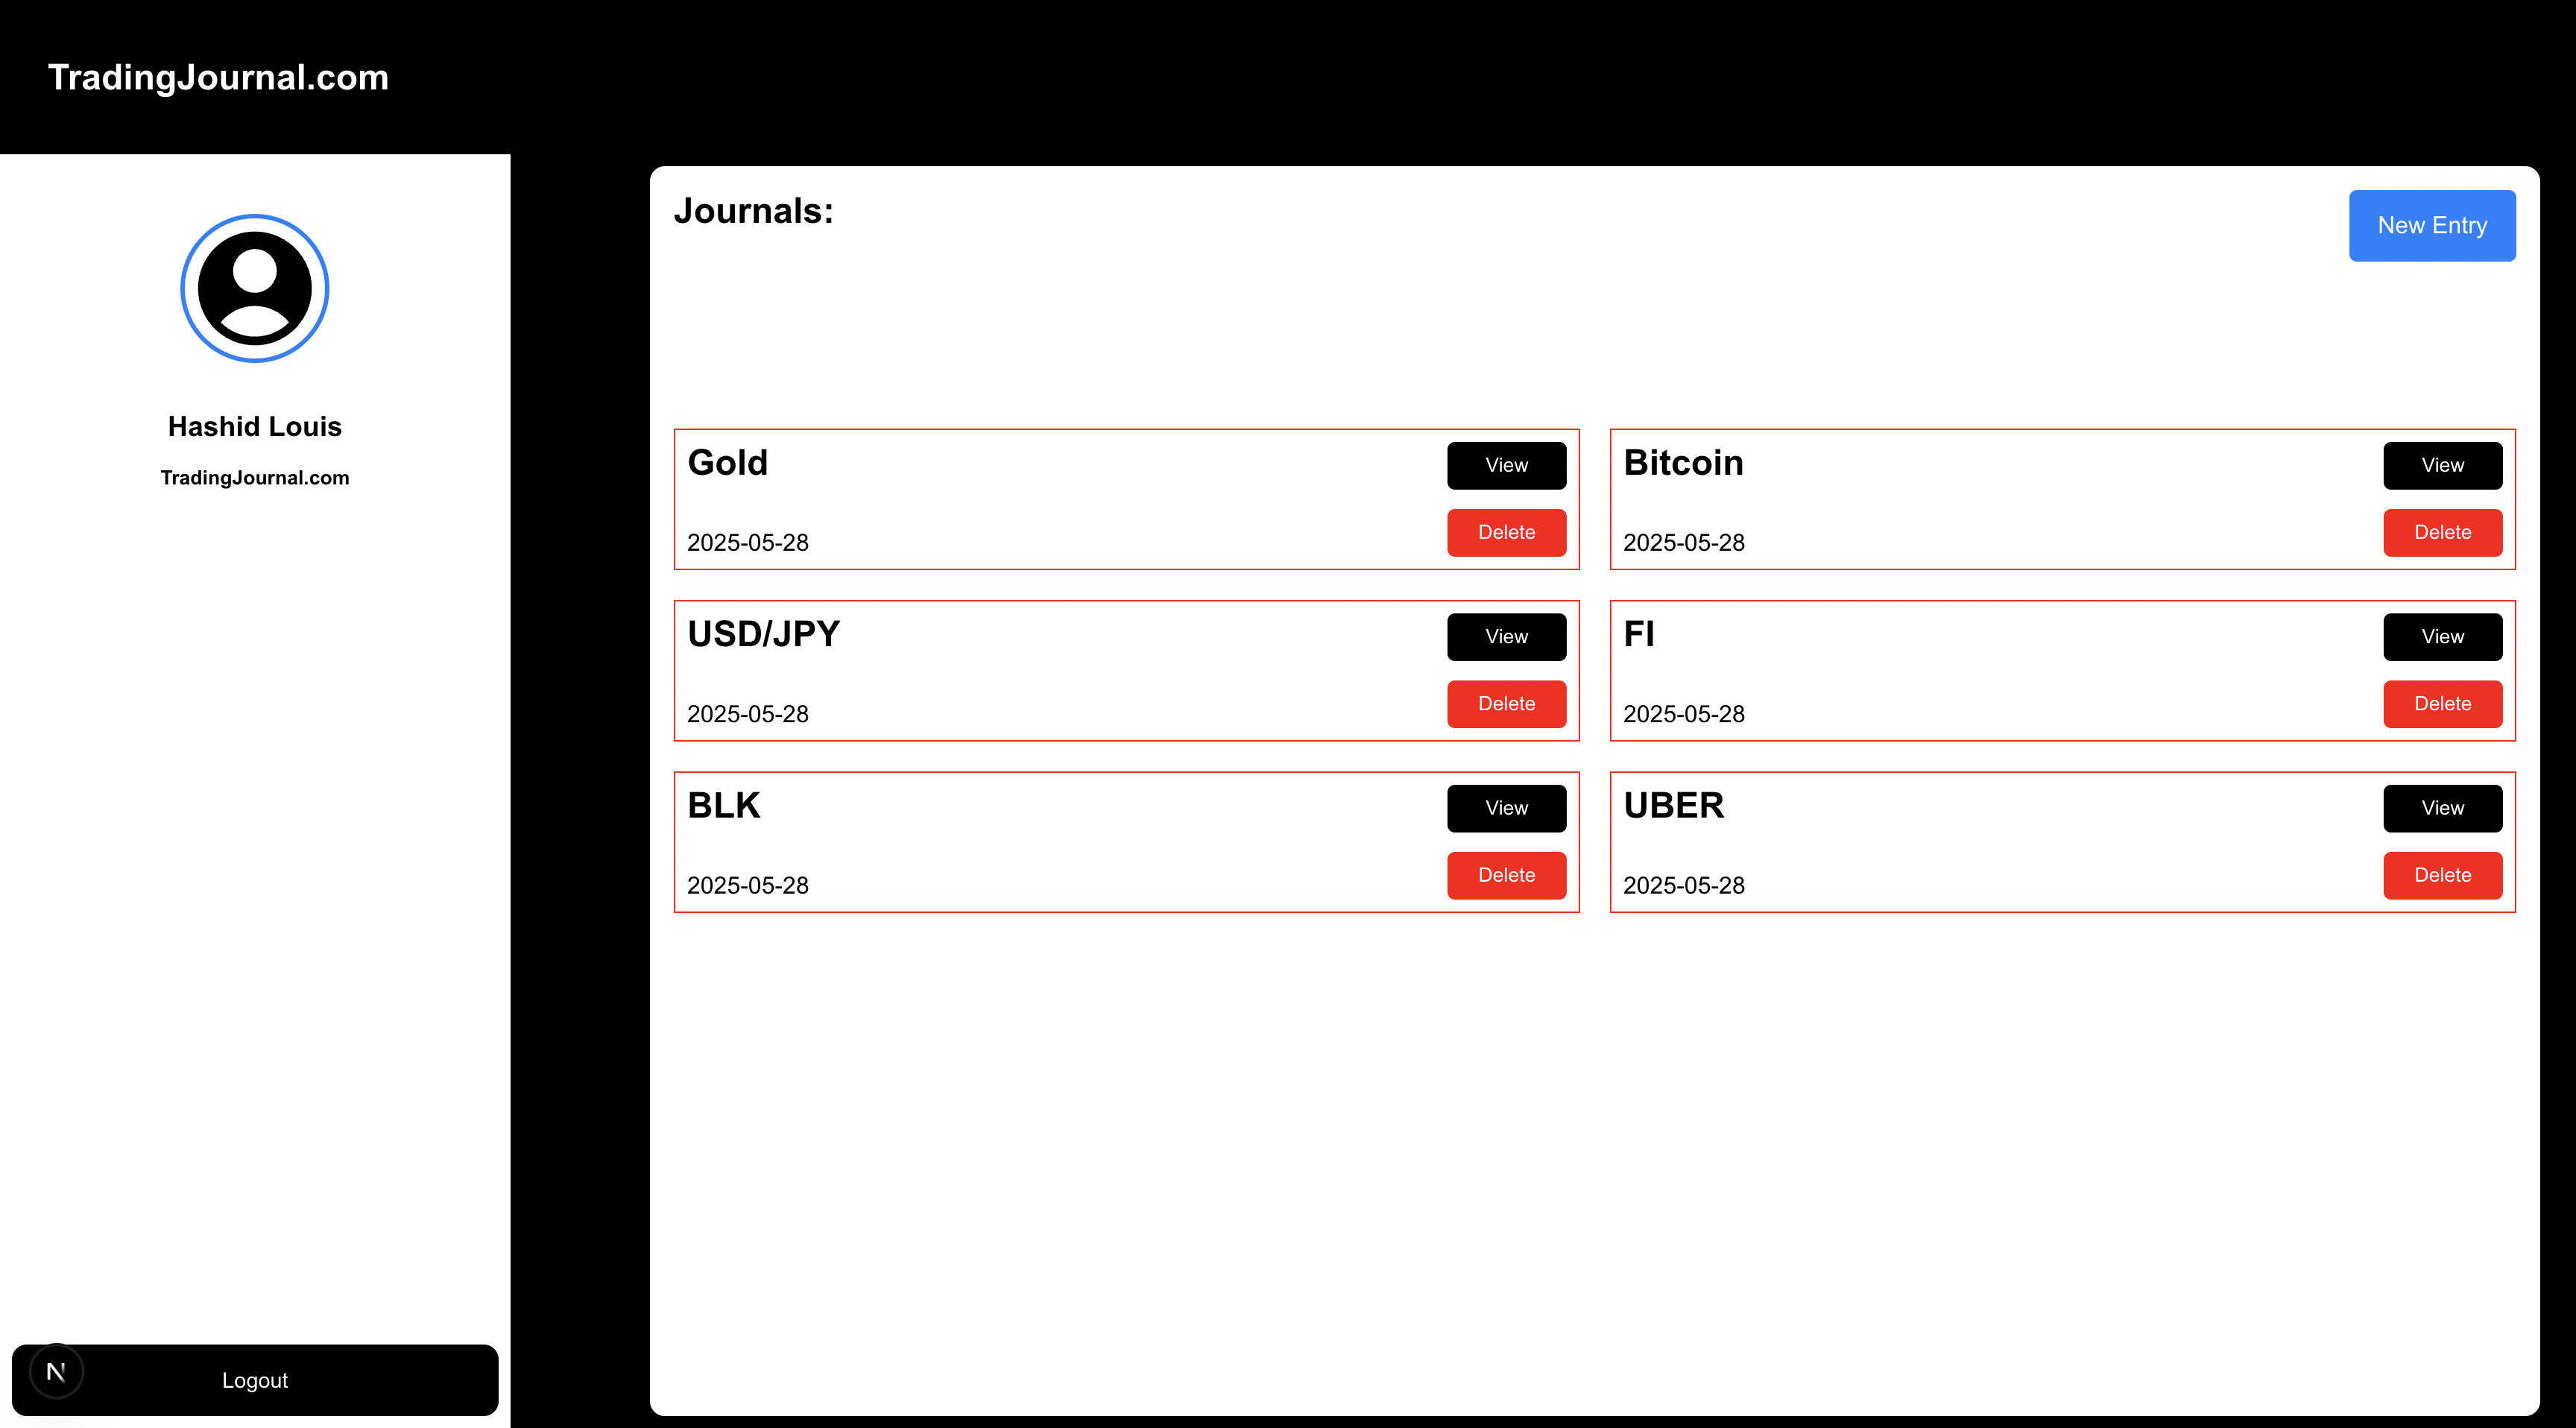 TradingJournal.com
Hashid Louis
TradingJournal.com
N
Logout
Journals:
New Entry
Gold
View
2025-05-28
Delete
Bitcoin
View
2025-05-28
Delete
USD/JPY
View
2025-05-28
Delete
FI
View
2025-05-28
Delete
BLK
View
2025-05-28
Delete
UBER
View
2025-05-28
Delete